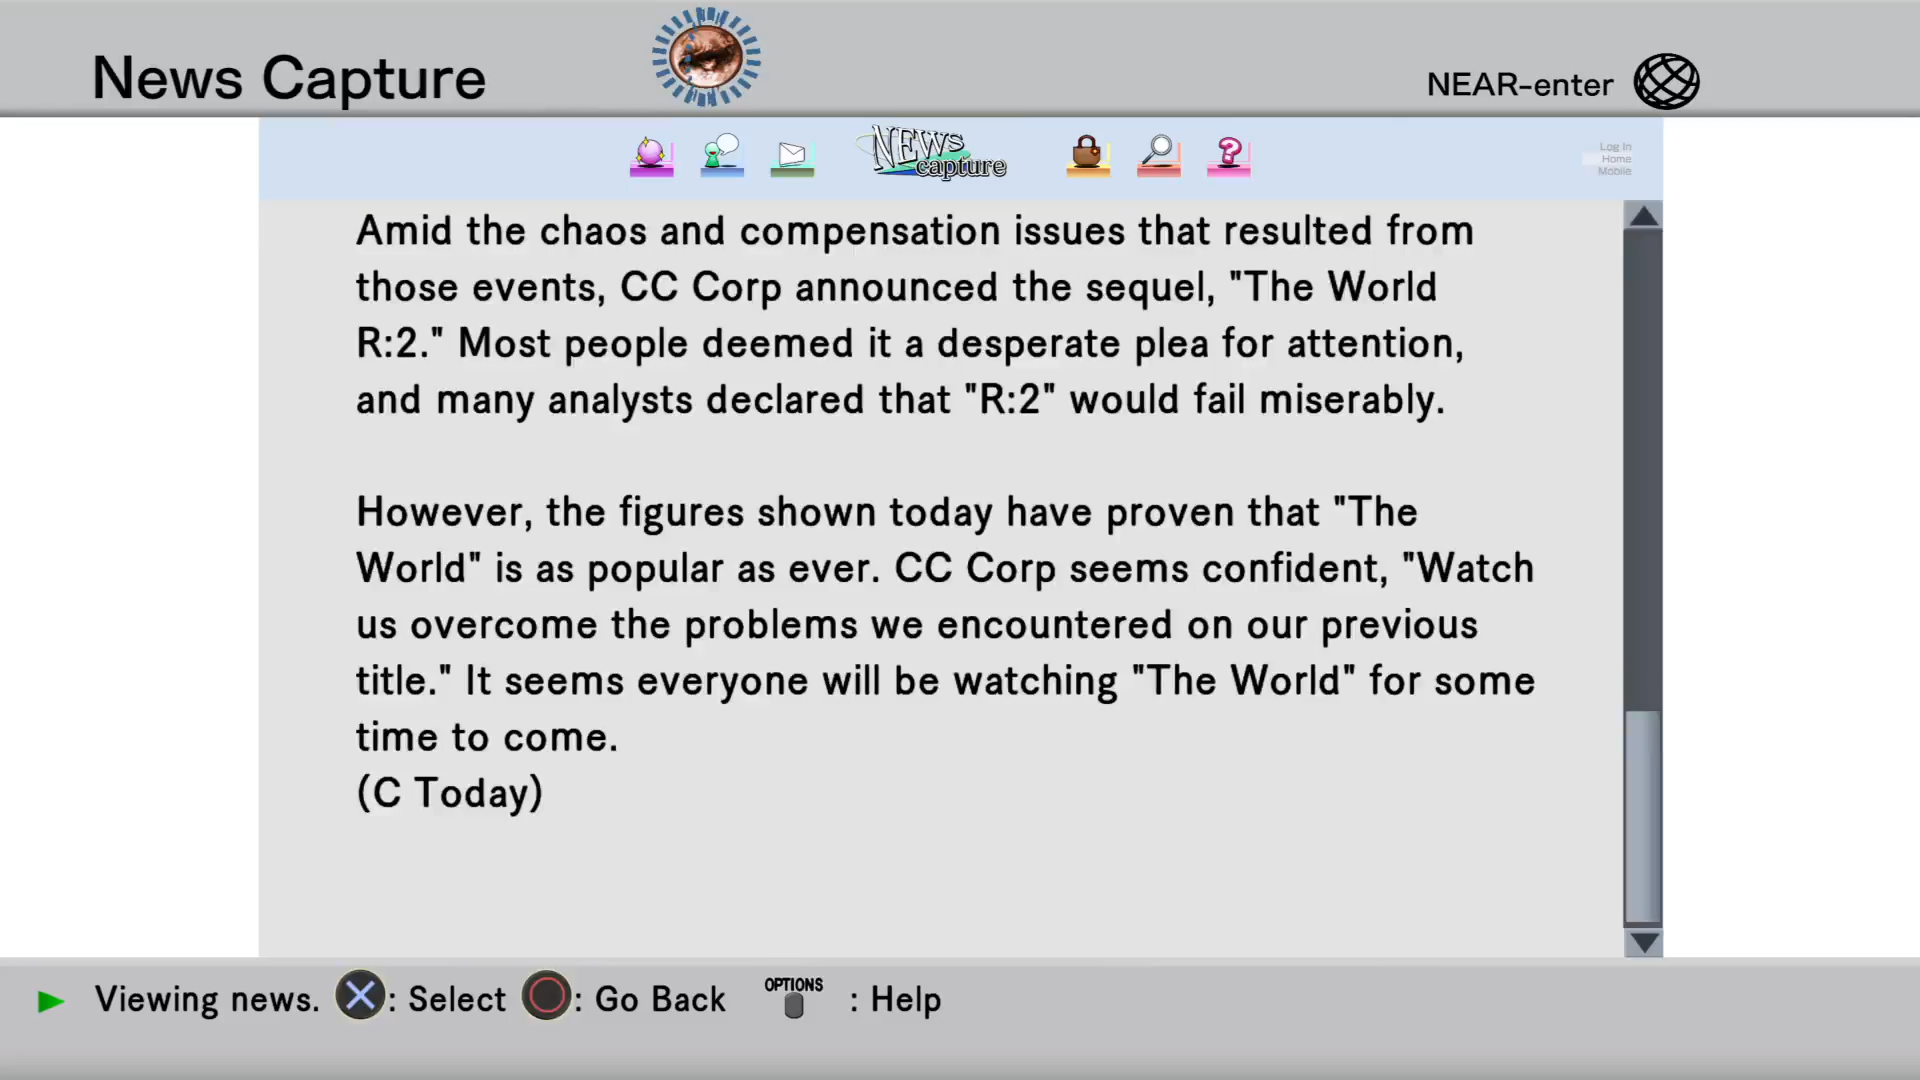 News Capture
NEAR-enter
NEWS
capture
Log In
Home
Mobile
Amid the chaos and compensation issues that resulted from
those events, CC Corp announced the sequel, "The World
R:2." Most people deemed it a desperate plea for attention,
and many analysts declared that "R:2" would fail miserably.
However, the figures shown today have proven that "The
World" is as popular as ever. CC Corp seems confident, "Watch
us overcome the problems we encountered on our previous
title." It seems everyone will be watching "The World" for some
time to come.
(C Today)
Viewing news. : Select : Go Back OPTIONS : Help